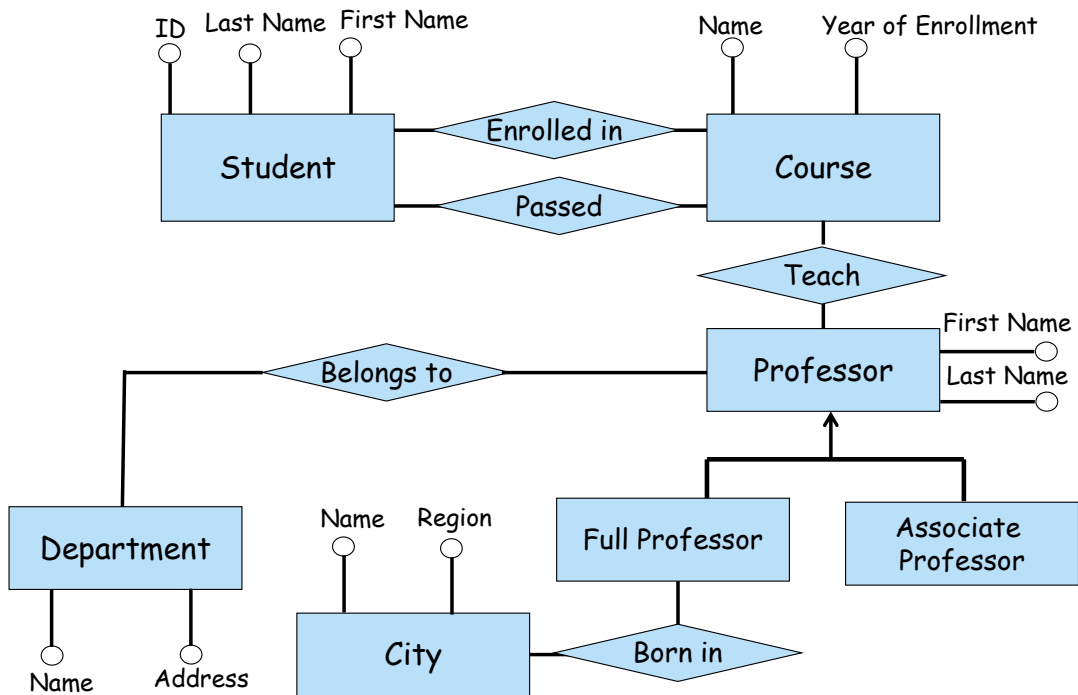 ID
Last Name
First Name
Name
Year of Enrollment
Student
Enrolled in
Course
Passed
Teach
First Name
Belongs to
Professor
Last Name
Name
Region
Department
Full Professor
Associate
Professor
City
Born in
Name
Address